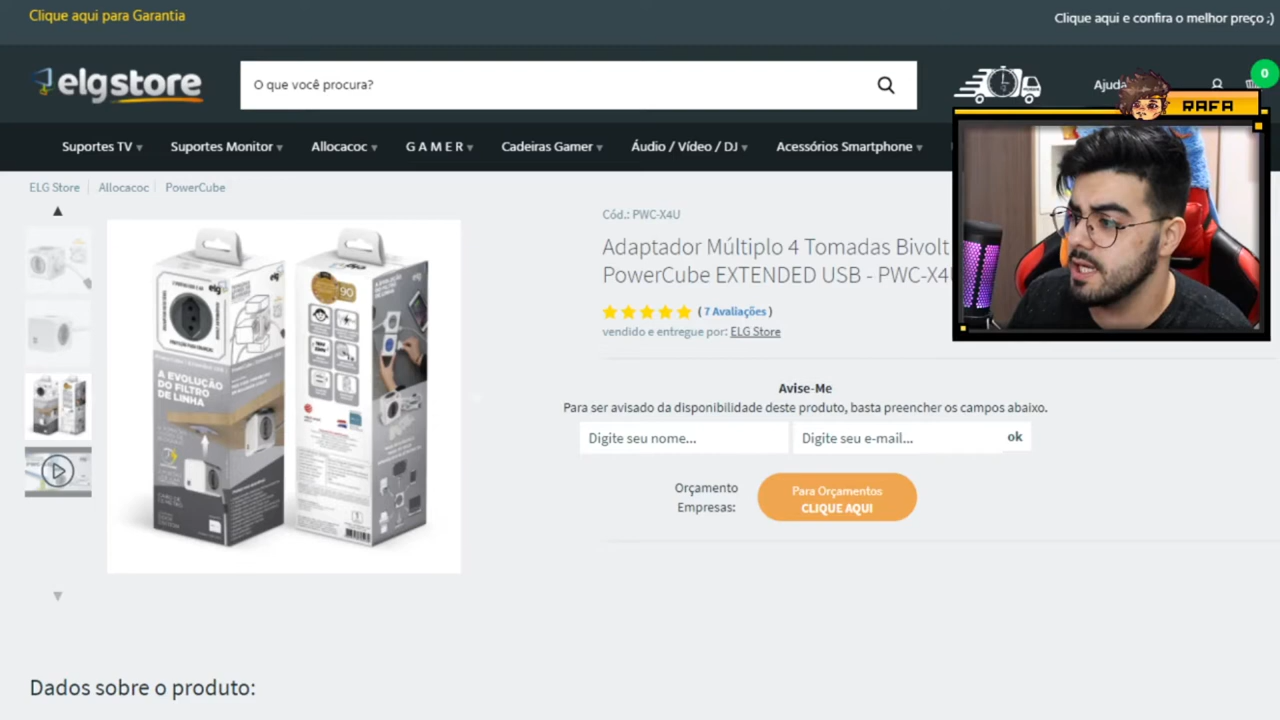 Clique aqui para Garantia
Clique aqui e confira o melhor preço ;)
elgstore
O que você procura?
Ajuda
0
RAFA
Suportes TV
Suportes Monitor
Allocacoc
G A M E R
Cadeiras Gamer
Áudio / Vídeo / DJ
Acessórios Smartphone
ELG Store
Allocacoc
PowerCube
Cód.: PWC-X4U
Adaptador Múltiplo 4 Tomadas Bivolt
PowerCube EXTENDED USB - PWC-X4U
( 7 Avaliações )
vendido e entregue por: ELG Store
A EVOLUÇÃO
DO FILTRO
DE LINHA
90
Avise-Me
Para ser avisado da disponibilidade deste produto, basta preencher os campos abaixo.
Digite seu nome...
Digite seu e-mail...
ok
Orçamento
Empresas:
Para Orçamentos
CLIQUE AQUI
Dados sobre o produto: